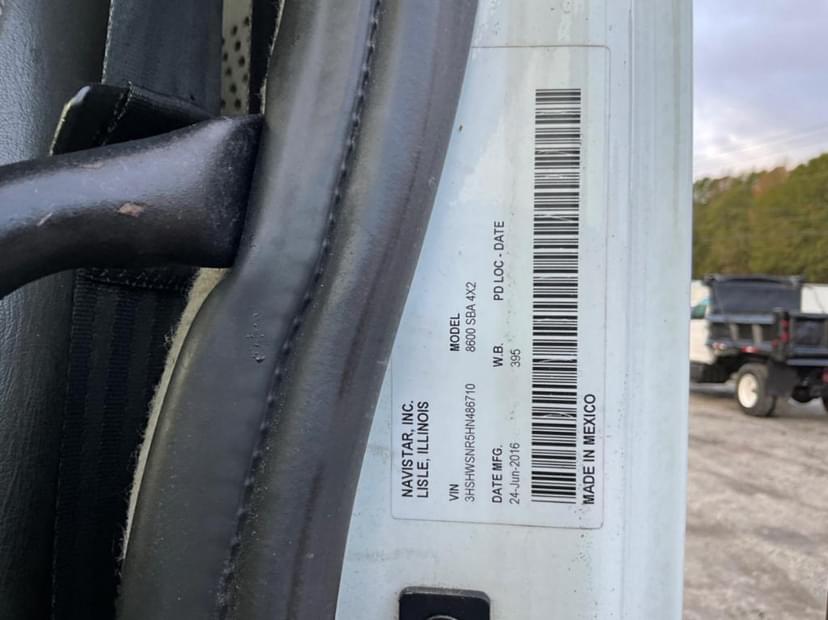 NAVISTAR, INC.
LISLE, ILLINOIS
VIN MODEL
3HSHWSNR5HN486710 8600 SBA 4X2
DATE MFG. W.B. PD LOC - DATE
24-Jun-2016 395
MADE IN MEXICO